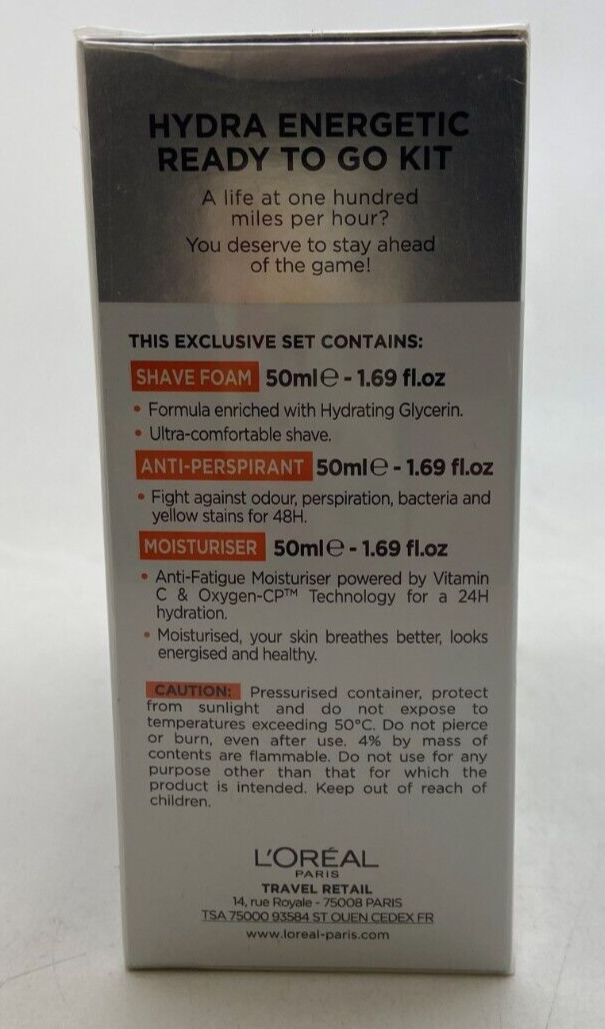 HYDRA ENERGETIC
READY TO GO KIT
A life at one hundred
miles per hour?
You deserve to stay ahead
of the game!
THIS EXCLUSIVE SET CONTAINS:
SHAVE FOAM 50ml℮ - 1.69 fl.oz
• Formula enriched with Hydrating Glycerin.
• Ultra-comfortable shave.
ANTI-PERSPIRANT 50ml℮ - 1.69 fl.oz
• Fight against odour, perspiration, bacteria and
yellow stains for 48H.
MOISTURISER 50ml℮ - 1.69 fl.oz
• Anti-Fatigue Moisturiser powered by Vitamin
C & Oxygen-CP™ Technology for a 24H
hydration.
• Moisturised, your skin breathes better, looks
energised and healthy.
CAUTION: Pressurised container, protect
from sunlight and do not expose to
temperatures exceeding 50°C. Do not pierce
or burn, even after use. 4% by mass of
contents are flammable. Do not use for any
purpose other than that for which the
product is intended. Keep out of reach of
children.
L'ORÉAL
PARIS
TRAVEL RETAIL
14, rue Royale - 75008 PARIS
TSA 75000 93584 ST OUEN CEDEX FR
www.loreal-paris.com